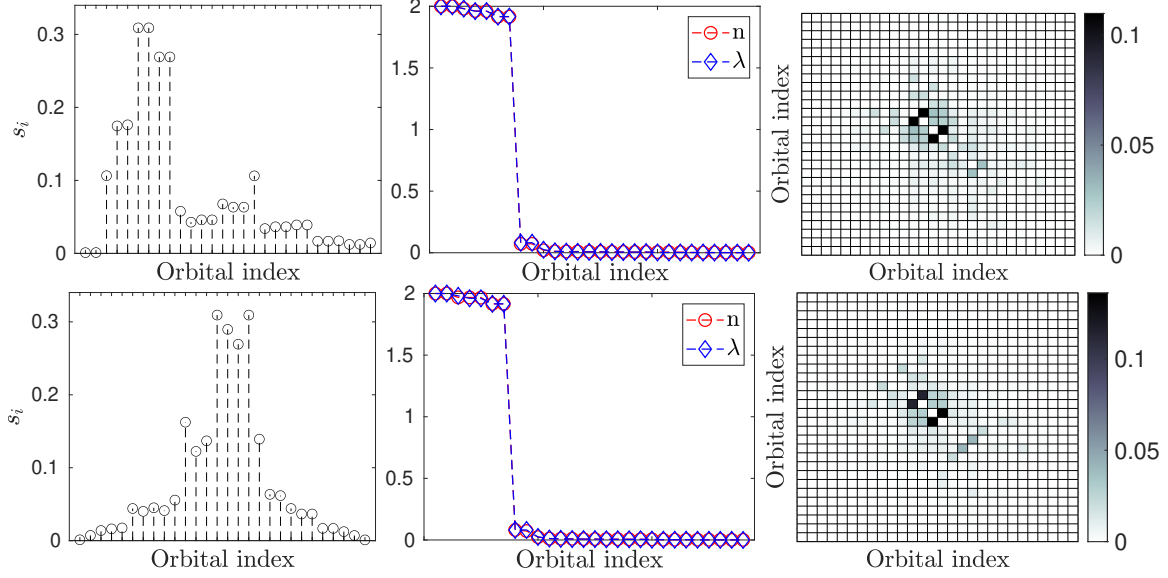 0.3
0.2
0.1
0
s_i
Orbital index
2
1.5
1
0.5
0
n
λ
Orbital index
Orbital index
Orbital index
0.1
0.05
0
0.3
0.2
0.1
0
s_i
Orbital index
2
1.5
1
0.5
0
n
λ
Orbital index
Orbital index
Orbital index
0.1
0.05
0